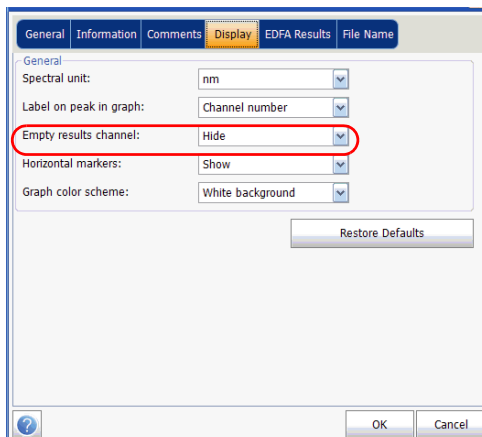 General Information Comments Display EDFA Results File Name
General
Spectral unit: nm
Label on peak in graph: Channel number
Empty results channel: Hide
Horizontal markers: Show
Graph color scheme: White background
Restore Defaults
? OK Cancel